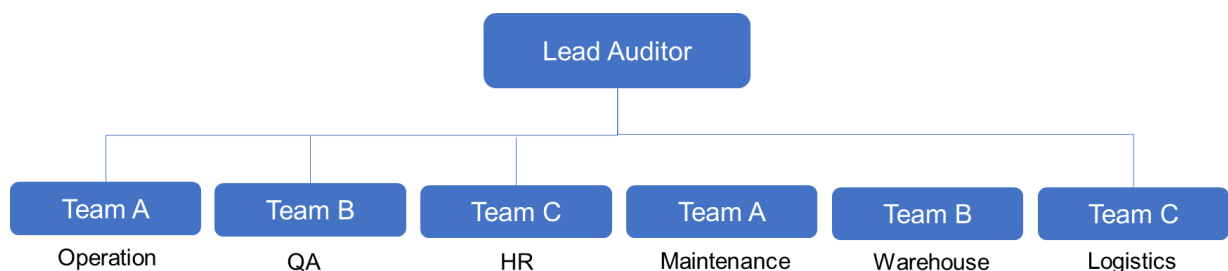 Lead Auditor
Team A
Team B
Team C
Team A
Team B
Team C
Operation
QA
HR
Maintenance
Warehouse
Logistics